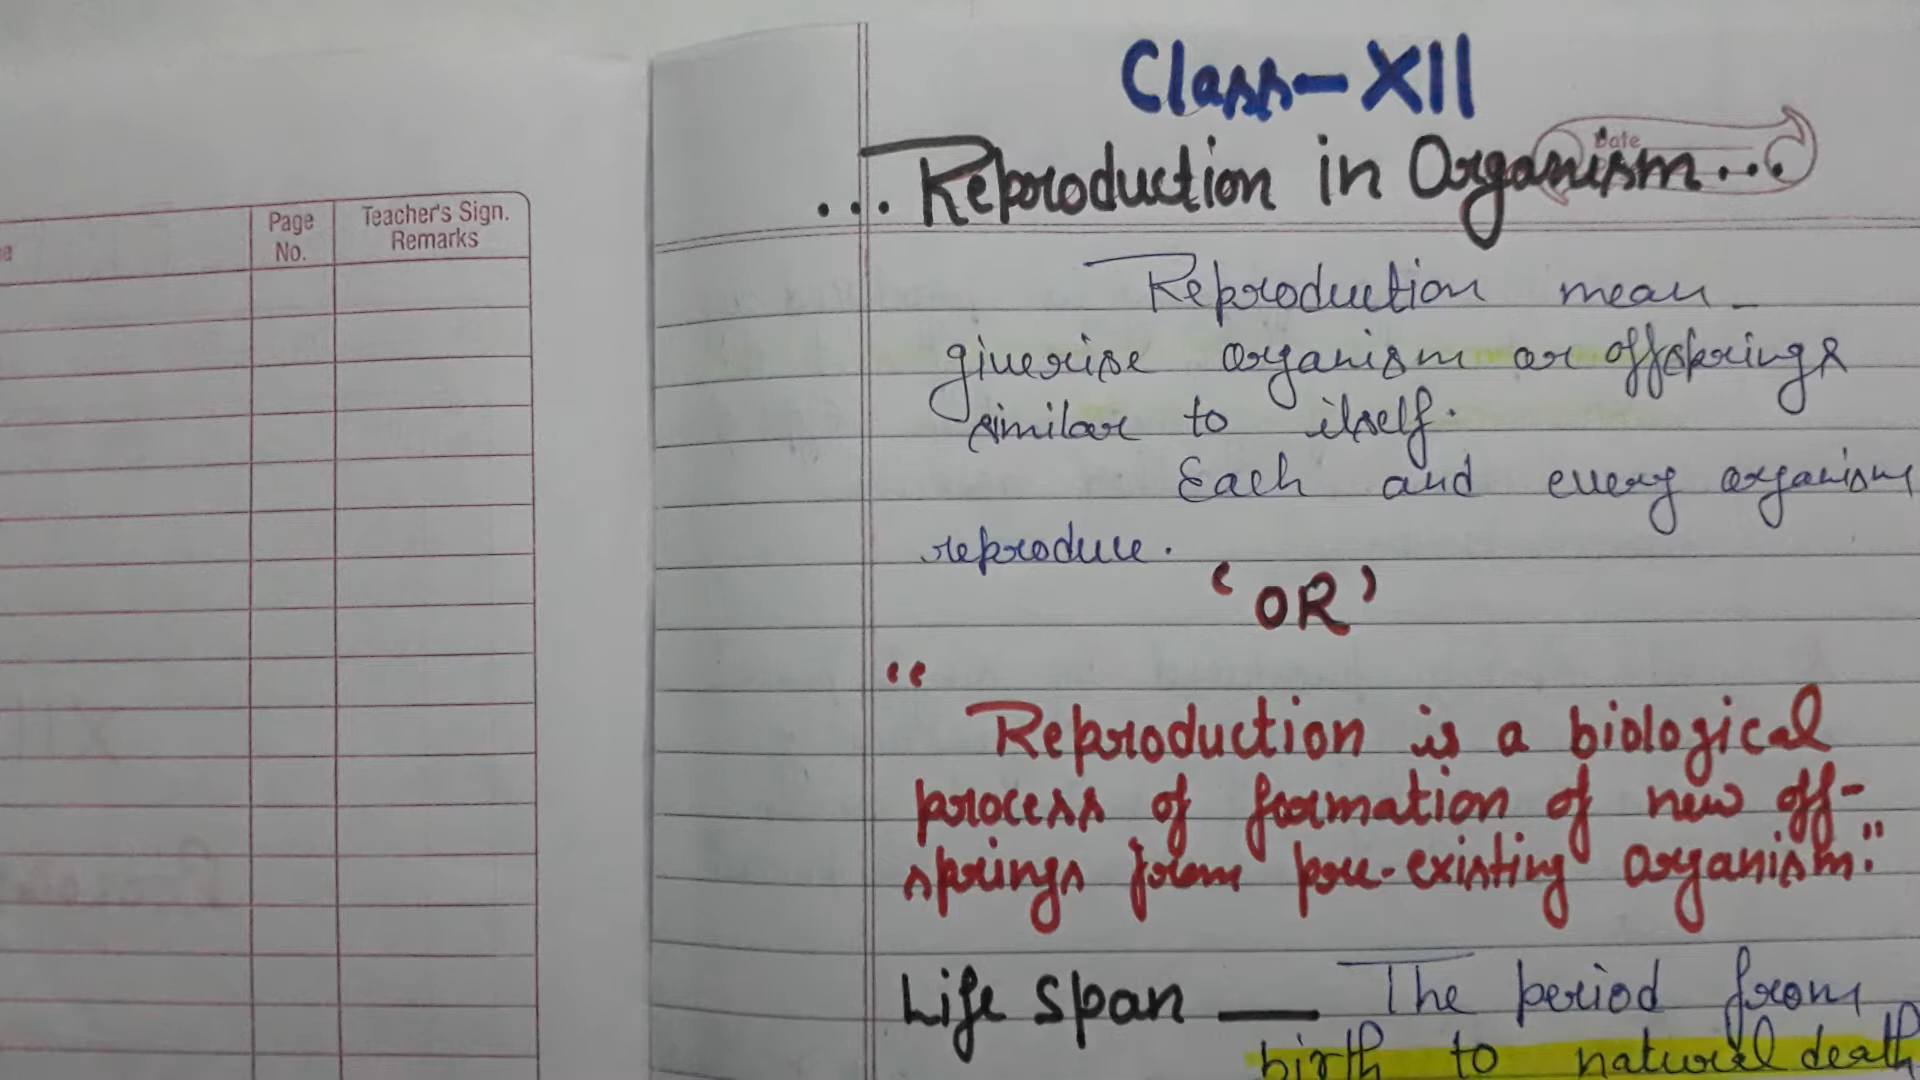 Page No.
Teacher's Sign. Remarks
Class-XII
Date
...Reproduction in Organism...
Reproduction mean
giverise organism or offsprings
similar to itself.
Each and every organism
reproduce.
'OR'
"
Reproduction is a biological
process of formation of new off-
springs from pre-existing organism."
Life span — The period from
birth to natural death